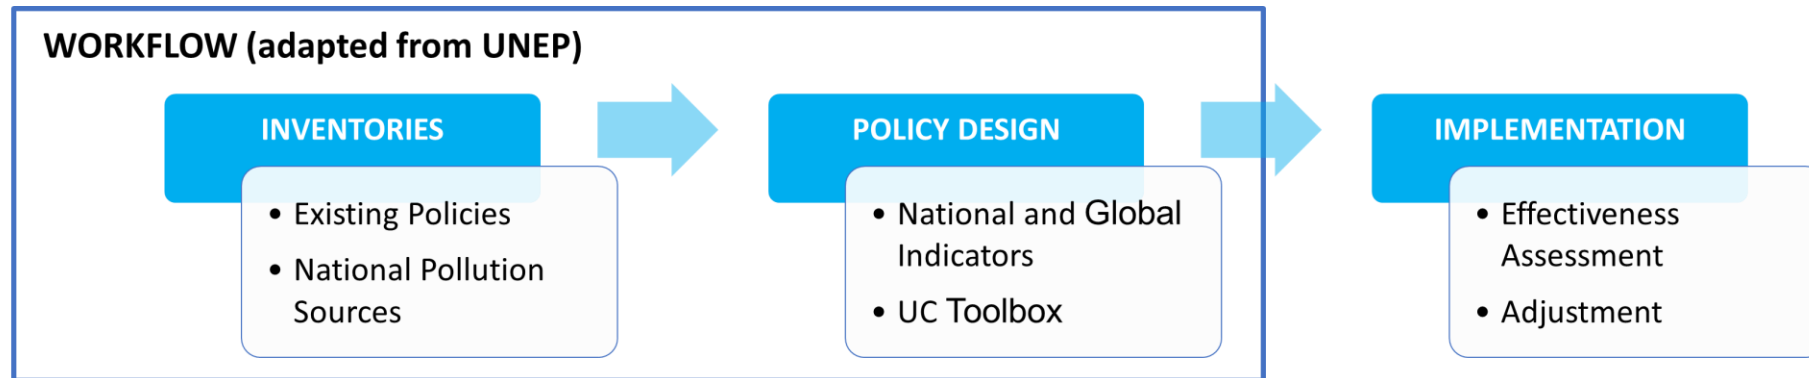 WORKFLOW (adapted from UNEP)
INVENTORIES
• Existing Policies
• National Pollution
Sources
POLICY DESIGN
• National and Global
Indicators
• UC Toolbox
IMPLEMENTATION
• Effectiveness
Assessment
• Adjustment